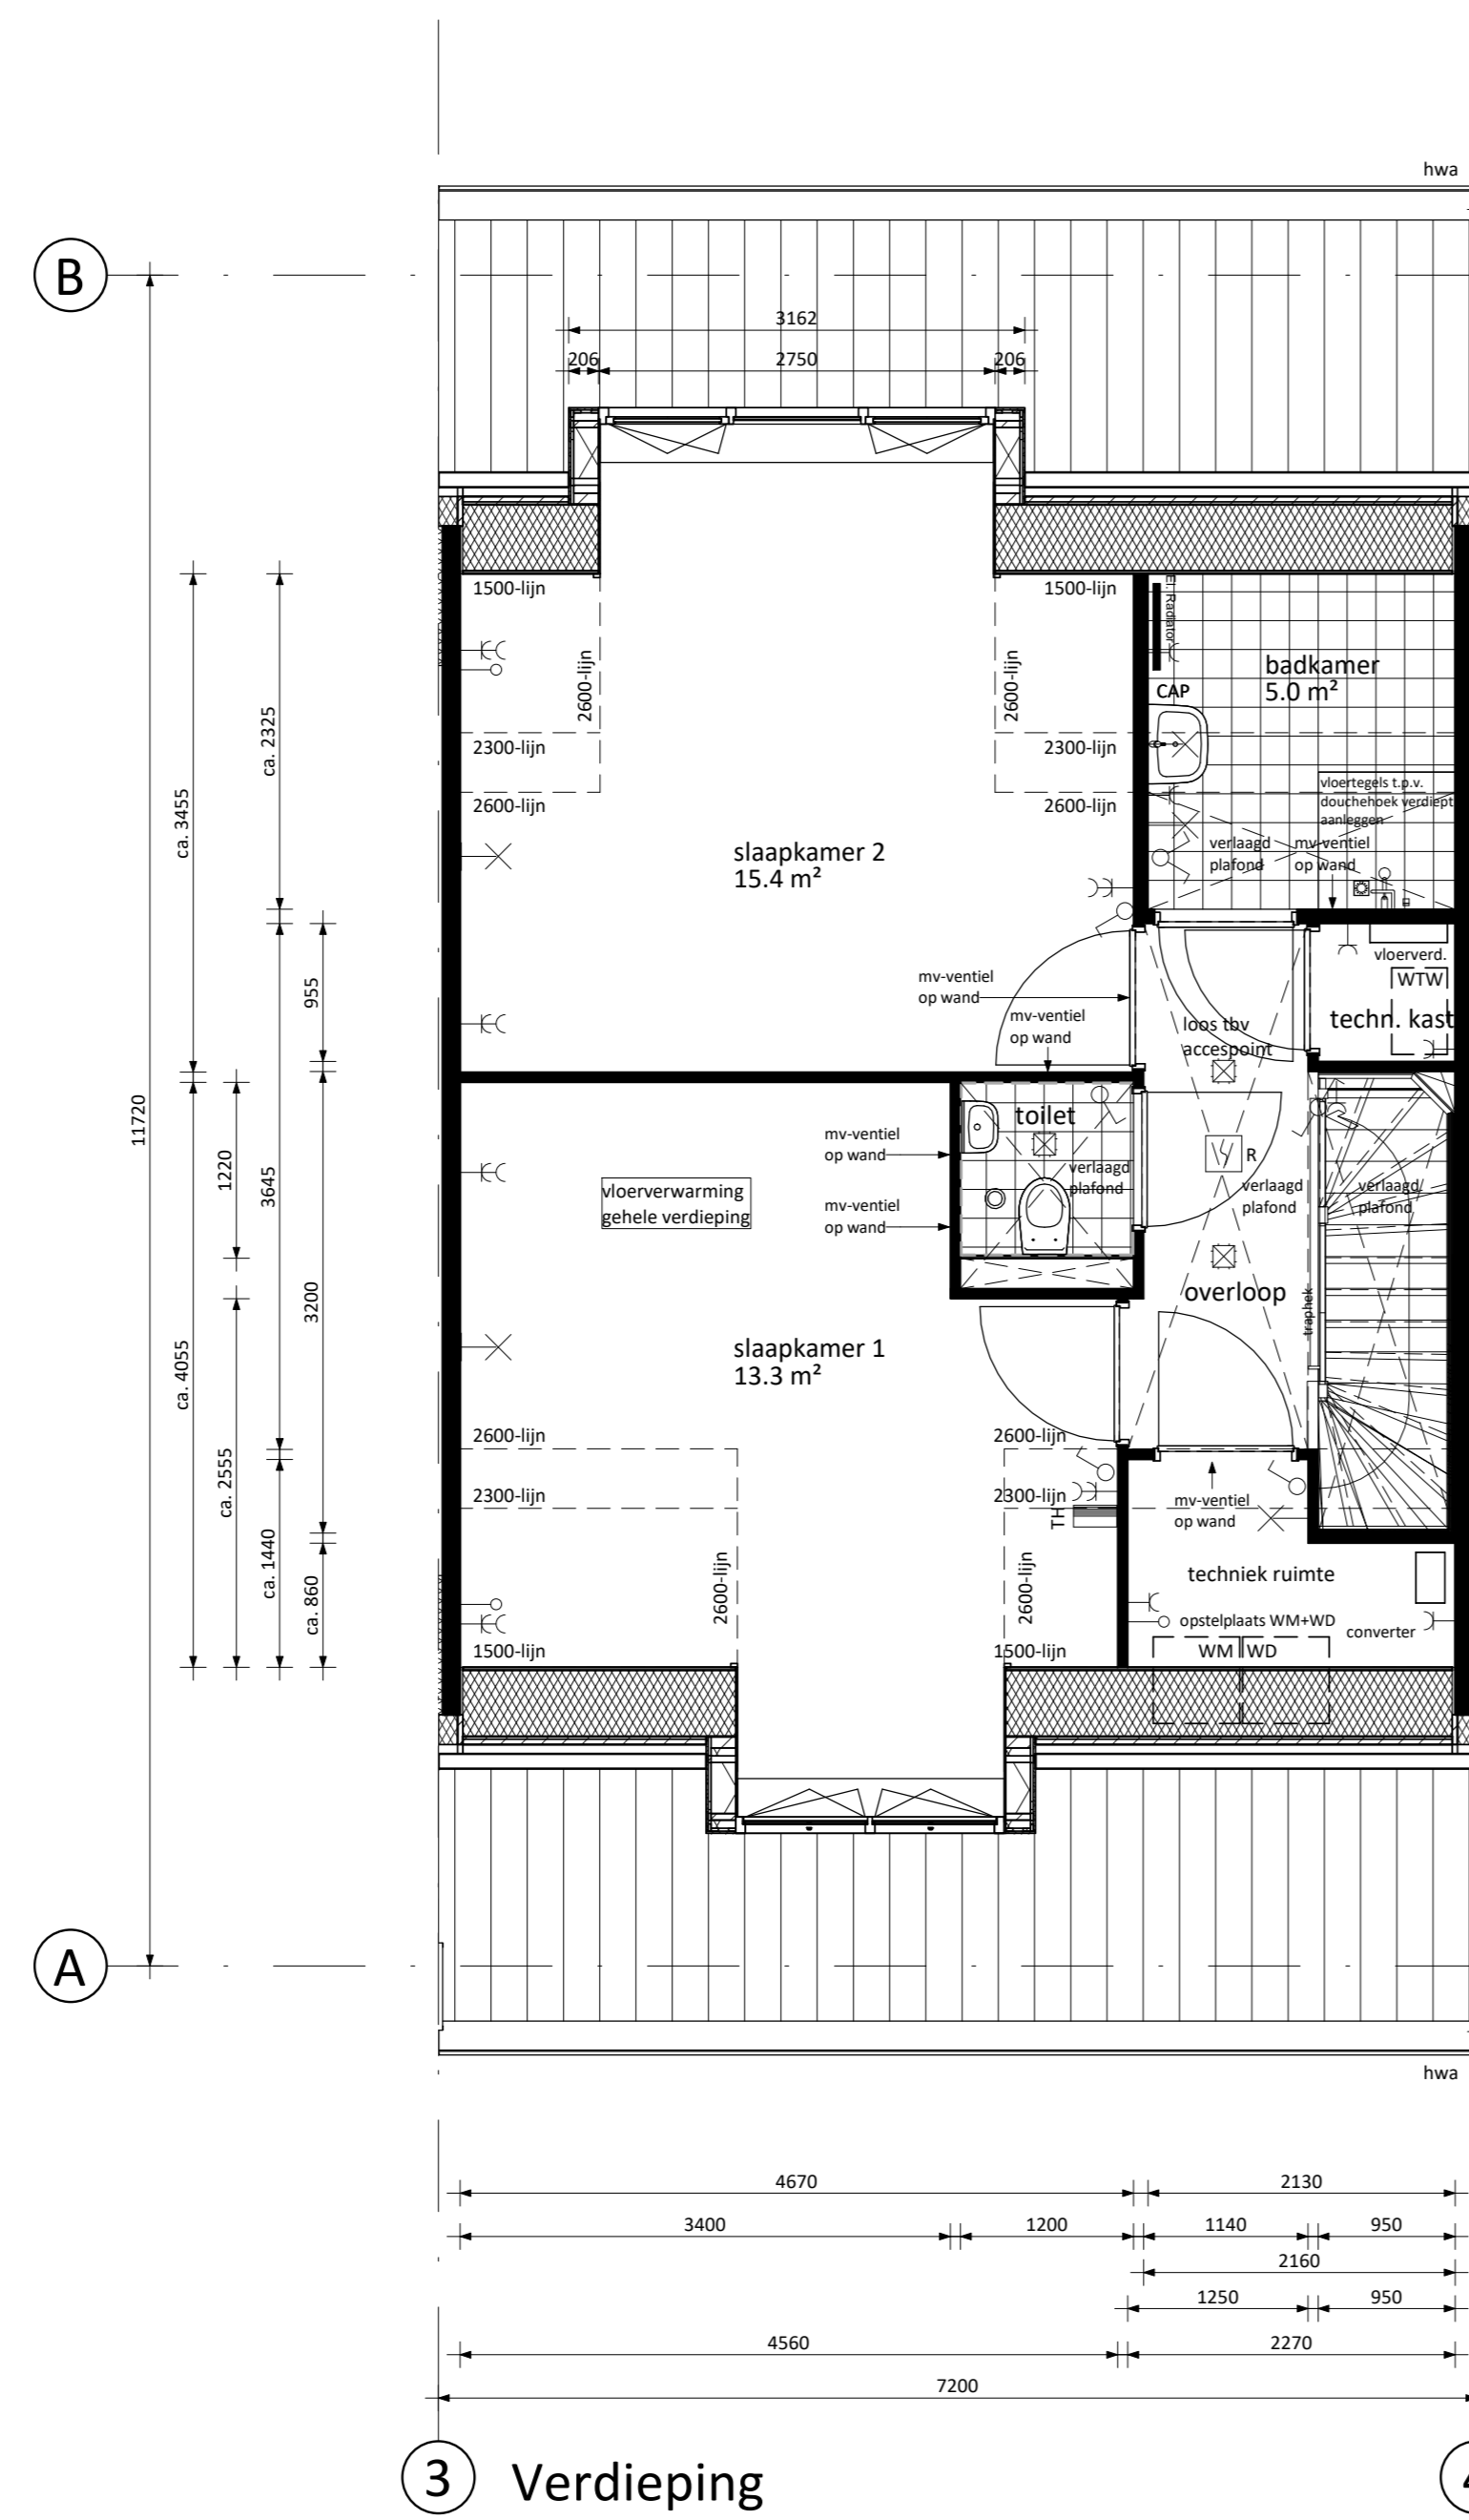 hwa
B
3162
206
2750
206
1500-lijn
1500-lijn
El. Radiator
2600-lijn
2600-lijn
badkamer
5.0 m²
CAP
ca. 2325
2300-lijn
2300-lijn
ca. 3455
2600-lijn
2600-lijn
vloertegels t.p.v.
douchehoek verdiept
aanleggen
slaapkamer 2
15.4 m²
verlaagd
plafond
mv-ventiel
op wand
955
mv-ventiel
op wand
mv-ventiel
op wand
loos tbv
accespoint
vloerverd.
WTW
techn. kast
11720
1220
3645
toilet
mv-ventiel
op wand
verlaagd
plafond
R
vloerverwarming
gehele verdieping
mv-ventiel
op wand
verlaagd
plafond
verlaagd
plafond
3200
overloop
traphek
ca. 4055
slaapkamer 1
13.3 m²
2600-lijn
2600-lijn
ca. 2555
2300-lijn
2300-lijn
TH
mv-ventiel
op wand
ca. 1440
ca. 860
2600-lijn
2600-lijn
techniek ruimte
opstelplaats WM+WD
converter
1500-lijn
1500-lijn
WM
WD
A
hwa
4670
2130
3400
1200
1140
950
2160
1250
950
4560
2270
7200
3
Verdieping